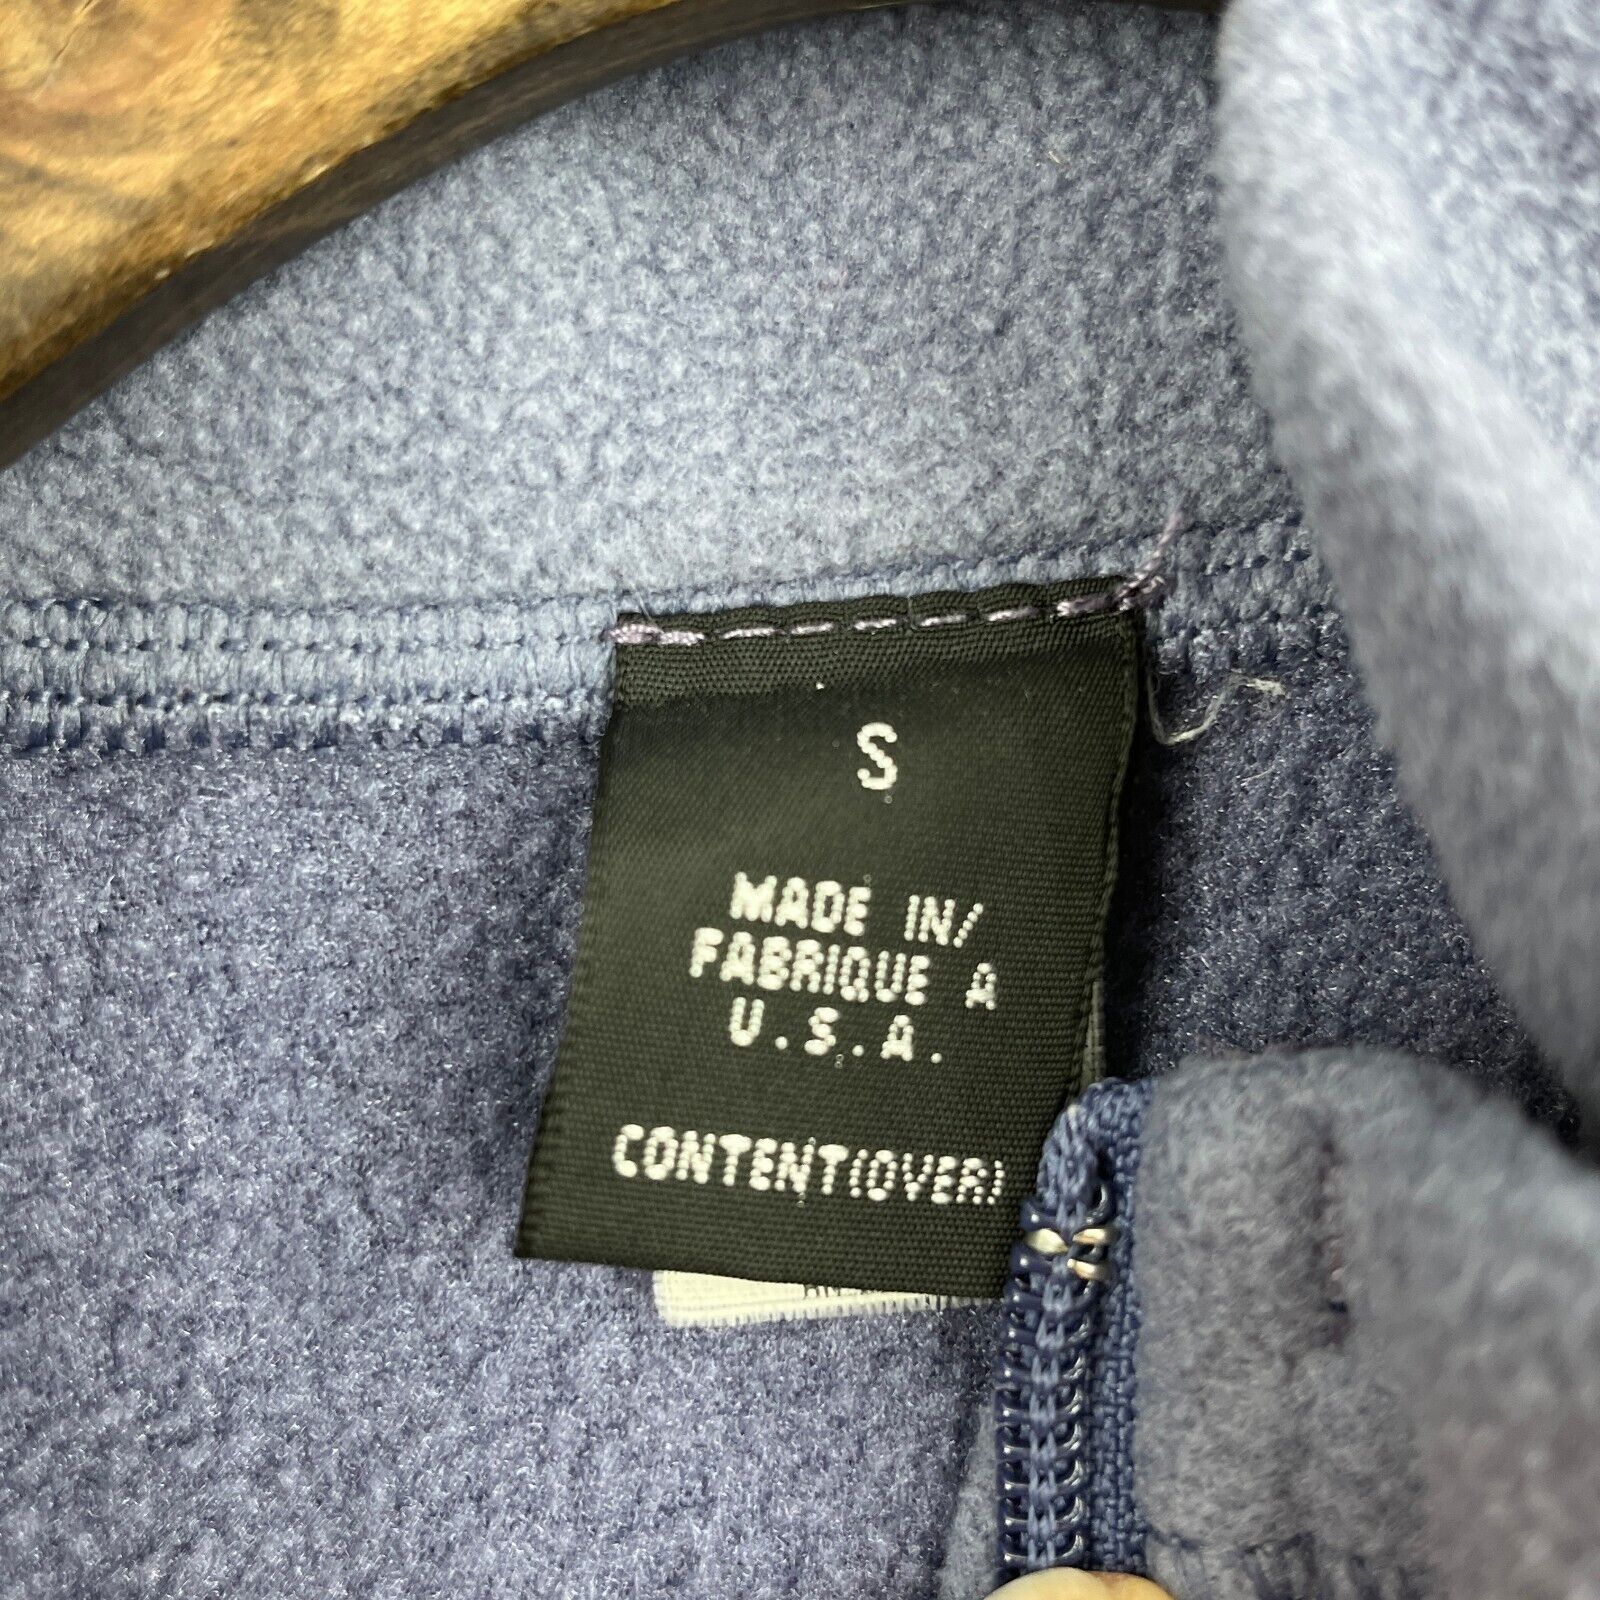 S
MADE IN/
FABRIQUE A
U.S.A.
CONTENT(OVER)